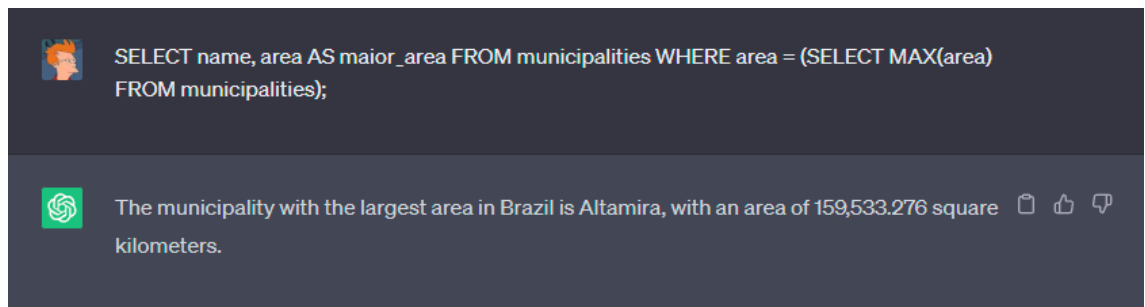 SELECT name, area AS maior_area FROM municipalities WHERE area = (SELECT MAX(area)
FROM municipalities);
The municipality with the largest area in Brazil is Altamira, with an area of 159,533.276 square
kilometers.